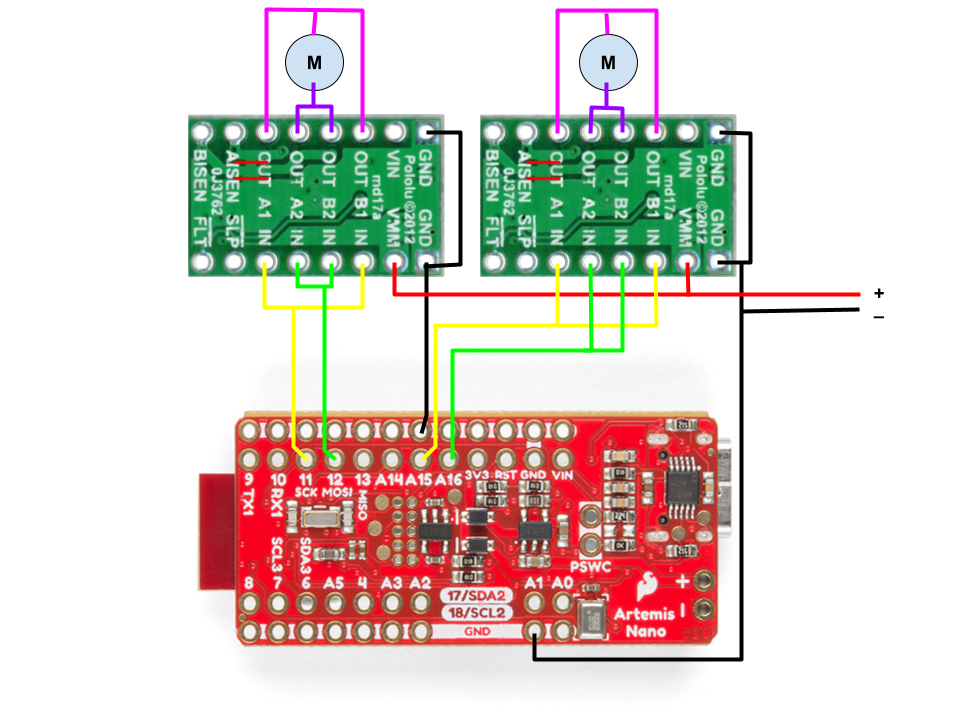 M M
BISEN AISEN OUT OUT OUT OUT VIN GND
0J3762 A1 A2 B2 B1 md17a Pololu ©2012
FLT SLP IN IN IN IN VMM GND
BISEN AISEN OUT OUT OUT OUT VIN GND
0J3762 A1 A2 B2 B1 md17a Pololu ©2012
FLT SLP IN IN IN IN VMM GND
+
–
9 10 11 12 13 A14 A15 A16 3V3 RST GND VIN
TX1 RX1 SCK MOSI MISO
SCL3 SDA3
PSWC
8 7 6 A5 4 A3 A2 A1 A0
17/SDA2
18/SCL2
GND
+
–
Artemis
Nano